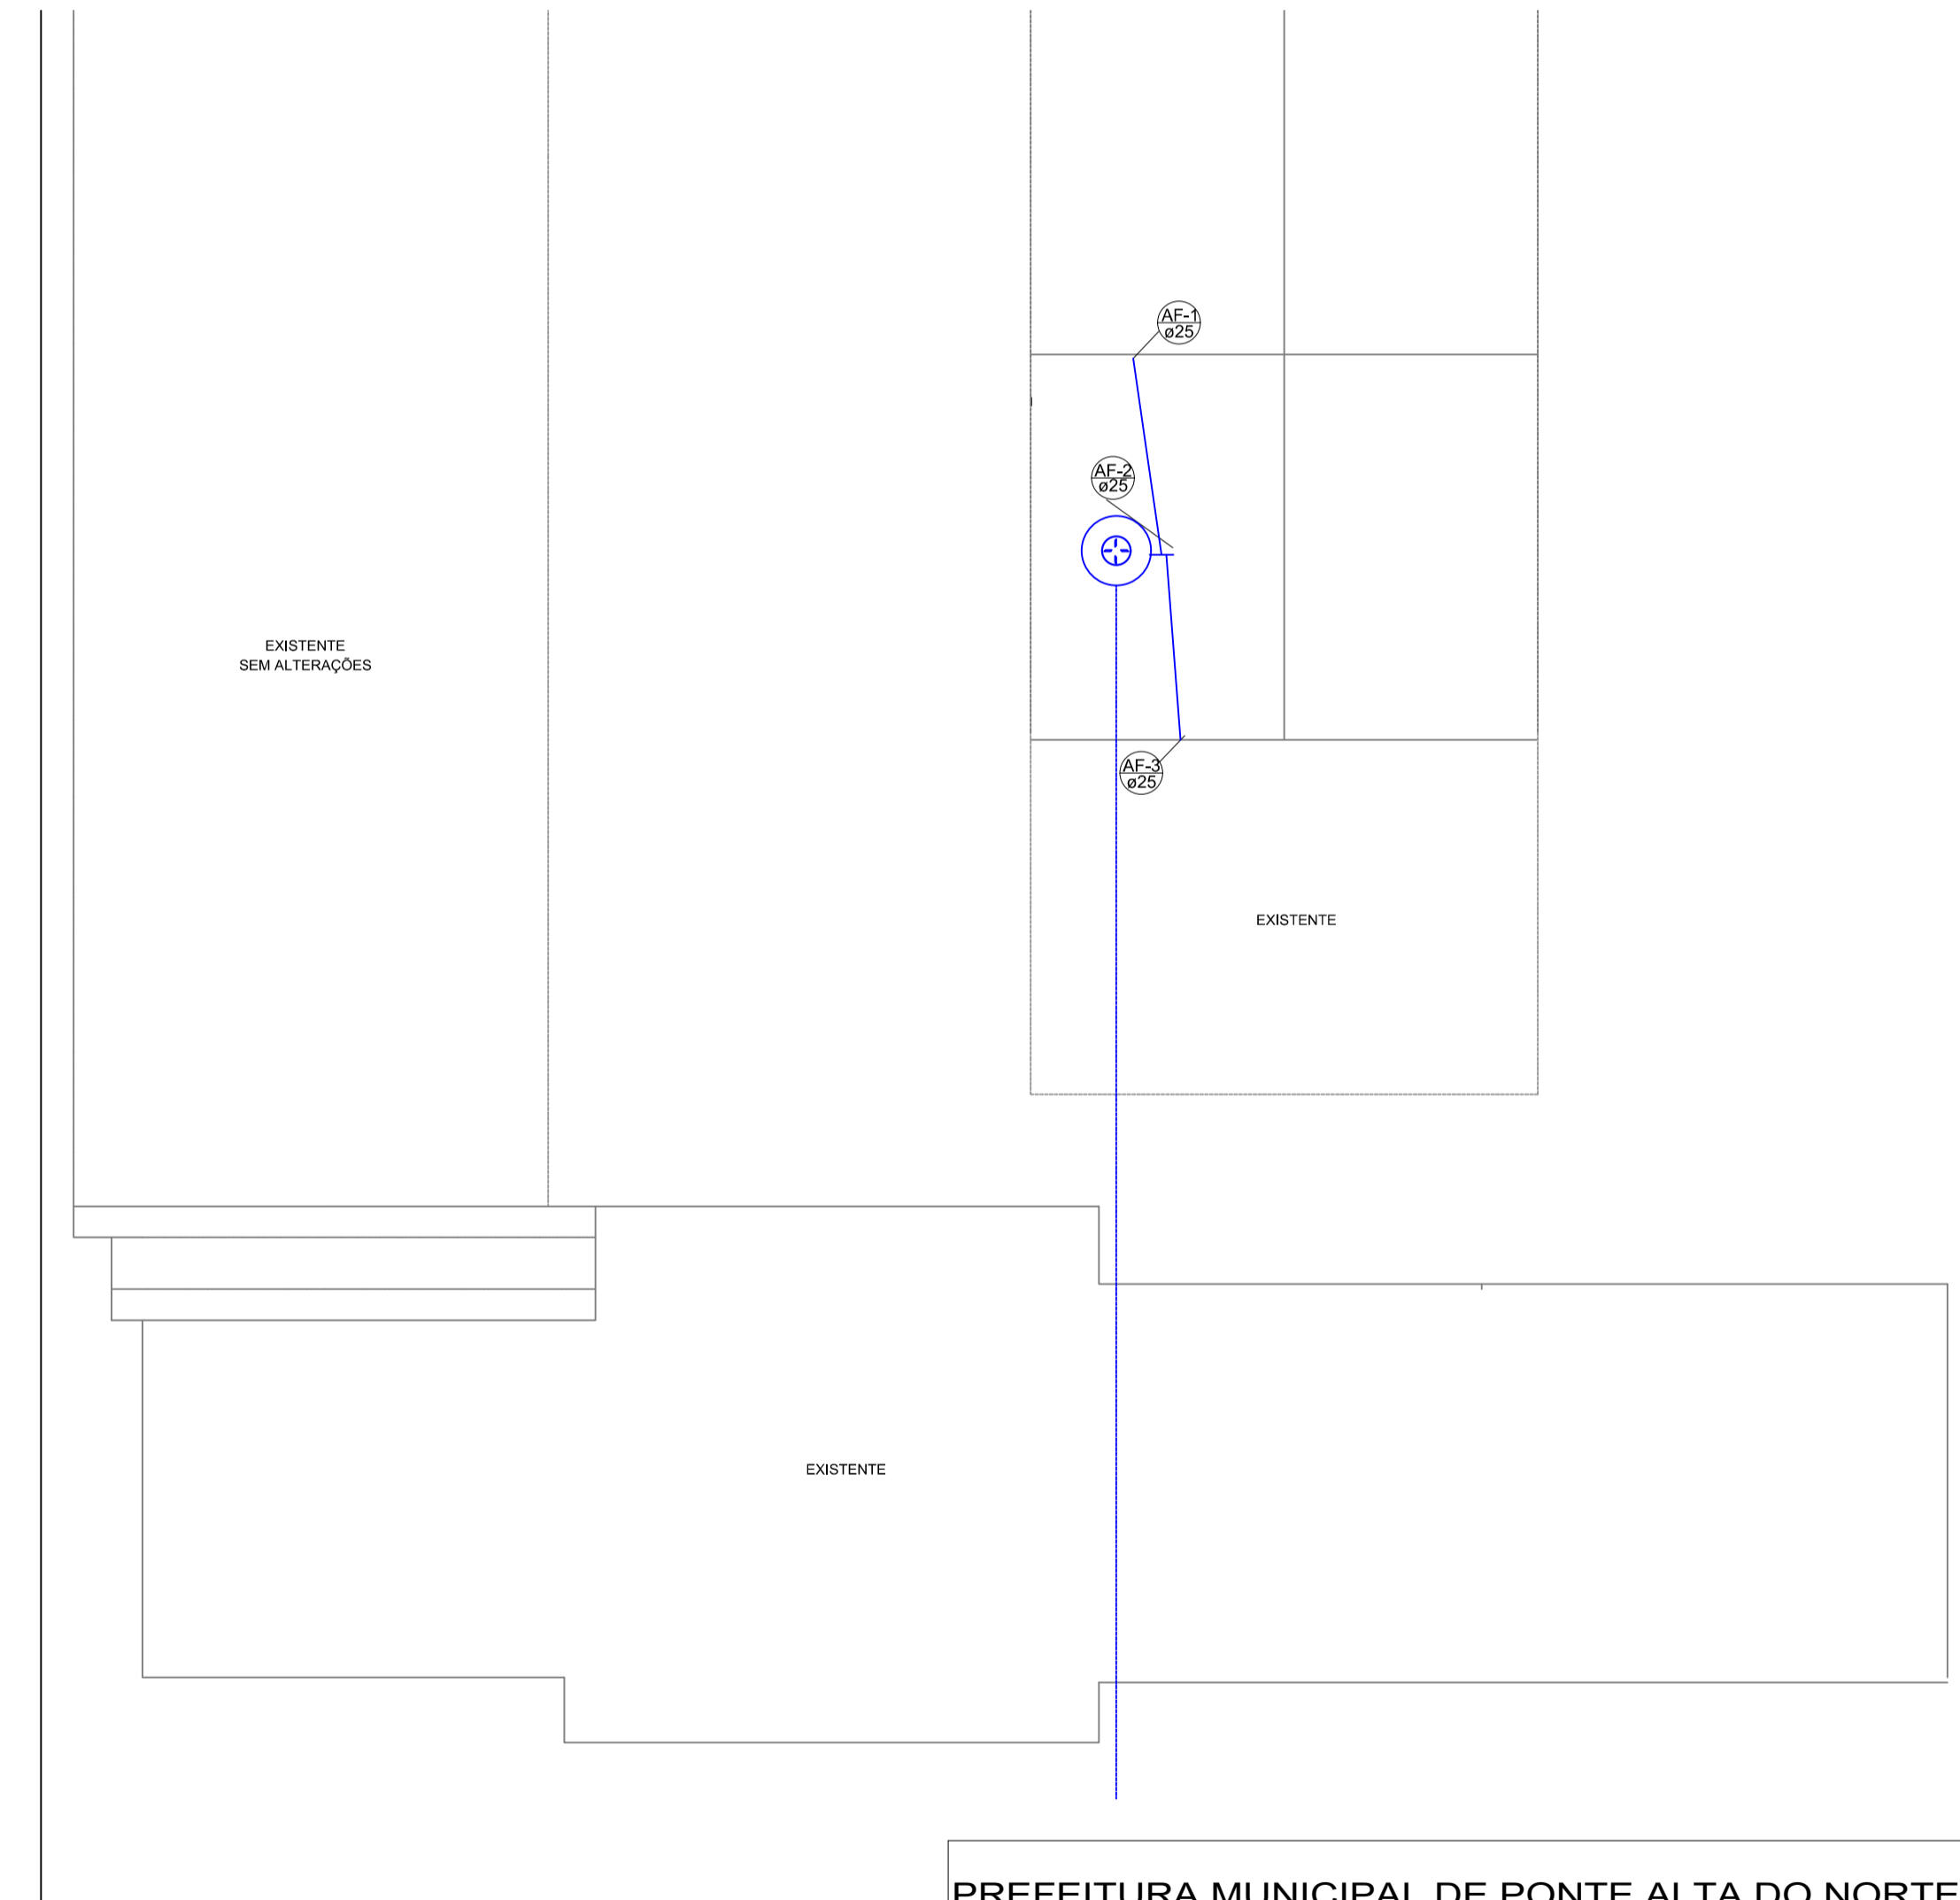 AF-1
ø25
AF-2
ø25
EXISTENTE
SEM ALTERAÇÕES
AF-3
ø25
EXISTENTE
EXISTENTE
PREFEITURA MUNICIPAL DE PONTE ALTA DO NORTE